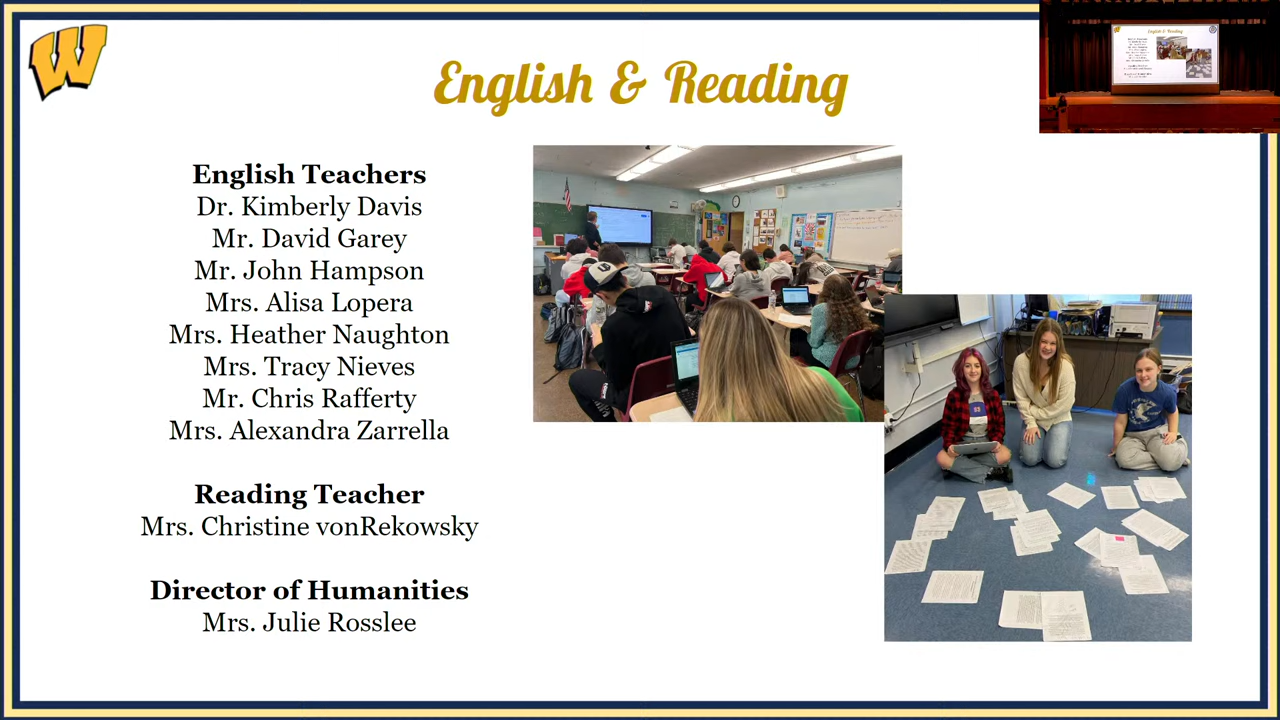 W
English & Reading
English Teachers
Dr. Kimberly Davis
Mr. David Garey
Mr. John Hampson
Mrs. Alisa Lopera
Mrs. Heather Naughton
Mrs. Tracy Nieves
Mr. Chris Rafferty
Mrs. Alexandra Zarrella
Reading Teacher
Mrs. Christine vonRekowsky
Director of Humanities
Mrs. Julie Rosslee
English & Reading